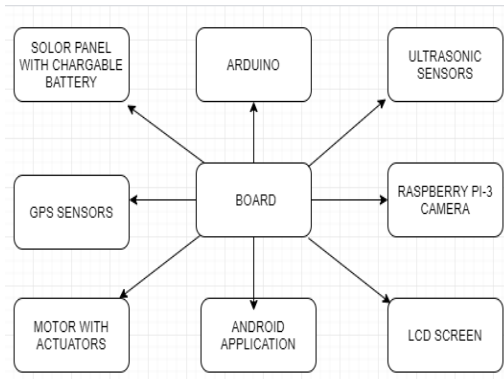 SOLOR PANEL
WITH CHARGABLE
BATTERY
ARDUINO
ULTRASONIC
SENSORS
GPS SENSORS
BOARD
RASPBERRY PI-3
CAMERA
MOTOR WITH
ACTUATORS
ANDROID
APPLICATION
LCD SCREEN